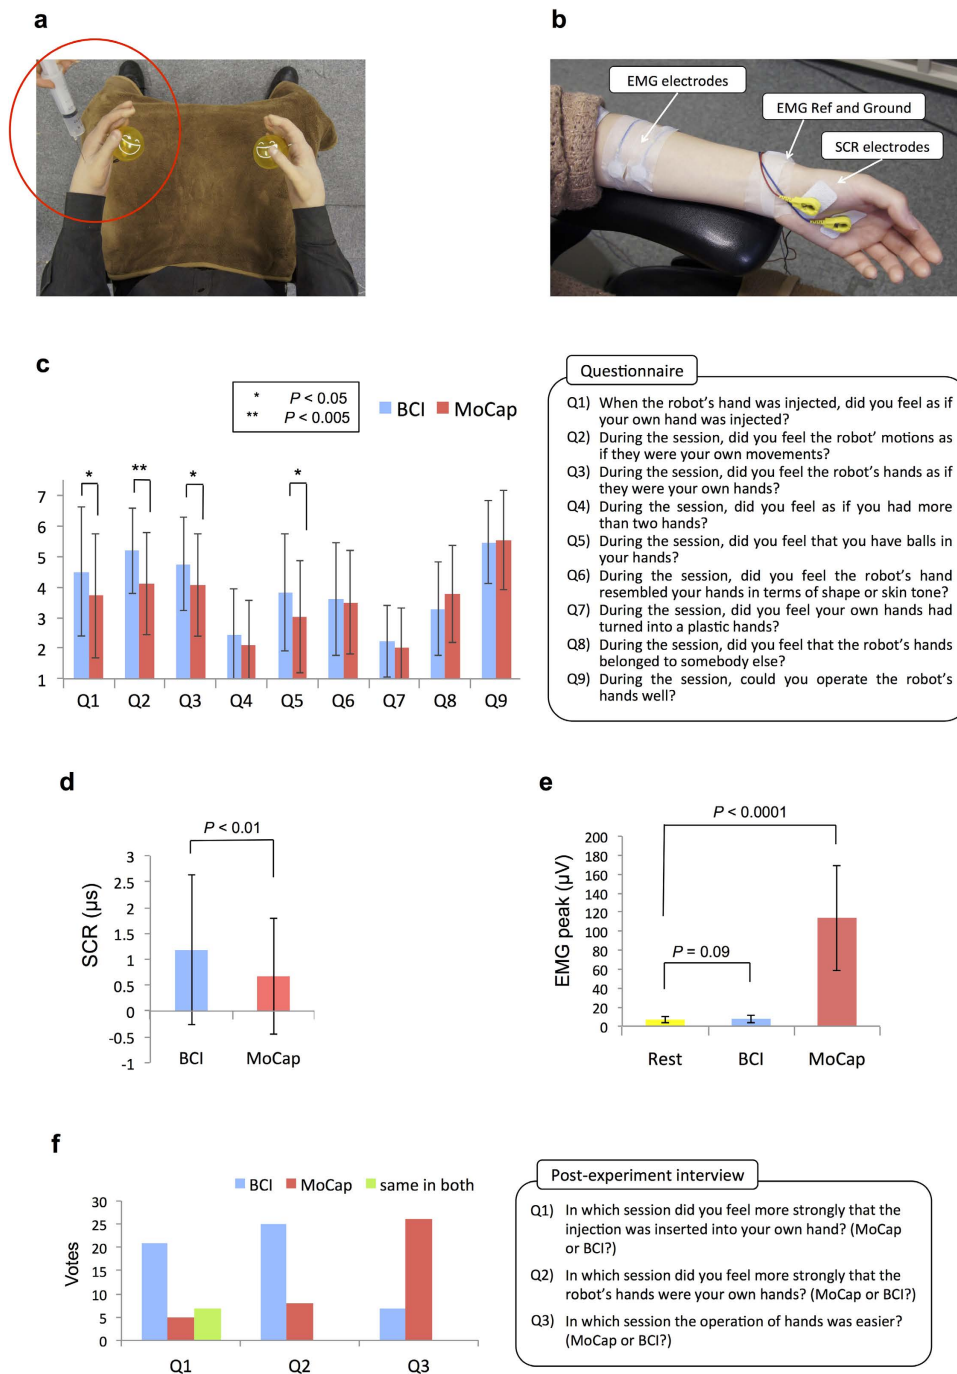 a
b
EMG electrodes
EMG Ref and Ground
SCR electrodes
c
* P < 0.05
** P < 0.005
BCI MoCap
* ** * *
7
6
5
4
3
2
1
Q1 Q2 Q3 Q4 Q5 Q6 Q7 Q8 Q9
Questionnaire
Q1) When the robot's hand was injected, did you feel as if
your own hand was injected?
Q2) During the session, did you feel the robot' motions as
if they were your own movements?
Q3) During the session, did you feel the robot's hands as if
they were your own hands?
Q4) During the session, did you feel as if you had more
than two hands?
Q5) During the session, did you feel that you have balls in
your hands?
Q6) During the session, did you feel the robot's hand
resembled your hands in terms of shape or skin tone?
Q7) During the session, did you feel your own hands had
turned into a plastic hands?
Q8) During the session, did you feel that the robot's hands
belonged to somebody else?
Q9) During the session, could you operate the robot's
hands well?
d
P < 0.01
SCR (μs)
3
2.5
2
1.5
1
0.5
0
-0.5
-1
BCI MoCap
e
P < 0.0001
P = 0.09
EMG peak (μV)
200
180
160
140
120
100
80
60
40
20
0
Rest BCI MoCap
f
BCI MoCap same in both
Votes
30
25
20
15
10
5
0
Q1 Q2 Q3
Post-experiment interview
Q1) In which session did you feel more strongly that the
injection was inserted into your own hand? (MoCap
or BCI?)
Q2) In which session did you feel more strongly that the
robot's hands were your own hands? (MoCap or BCI?)
Q3) In which session the operation of hands was easier?
(MoCap or BCI?)